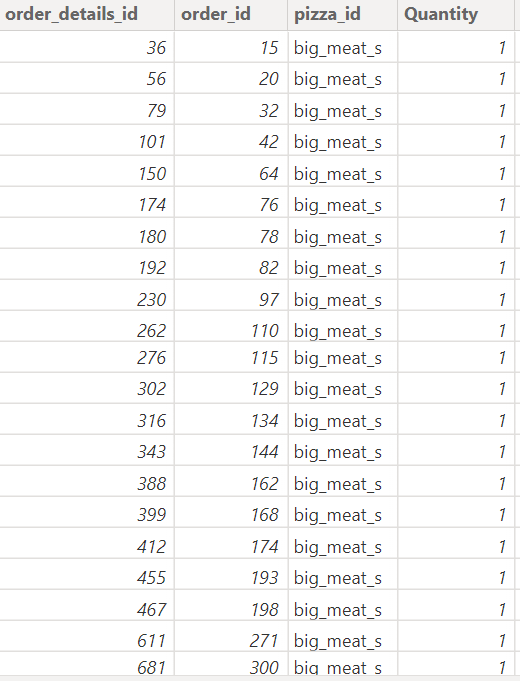 order_details_id order_id pizza_id Quantity
36 15 big_meat_s 1
56 20 big_meat_s 1
79 32 big_meat_s 1
101 42 big_meat_s 1
150 64 big_meat_s 1
174 76 big_meat_s 1
180 78 big_meat_s 1
192 82 big_meat_s 1
230 97 big_meat_s 1
262 110 big_meat_s 1
276 115 big_meat_s 1
302 129 big_meat_s 1
316 134 big_meat_s 1
343 144 big_meat_s 1
388 162 big_meat_s 1
399 168 big_meat_s 1
412 174 big_meat_s 1
455 193 big_meat_s 1
467 198 big_meat_s 1
611 271 big_meat_s 1
681 300 big_meat_s 1